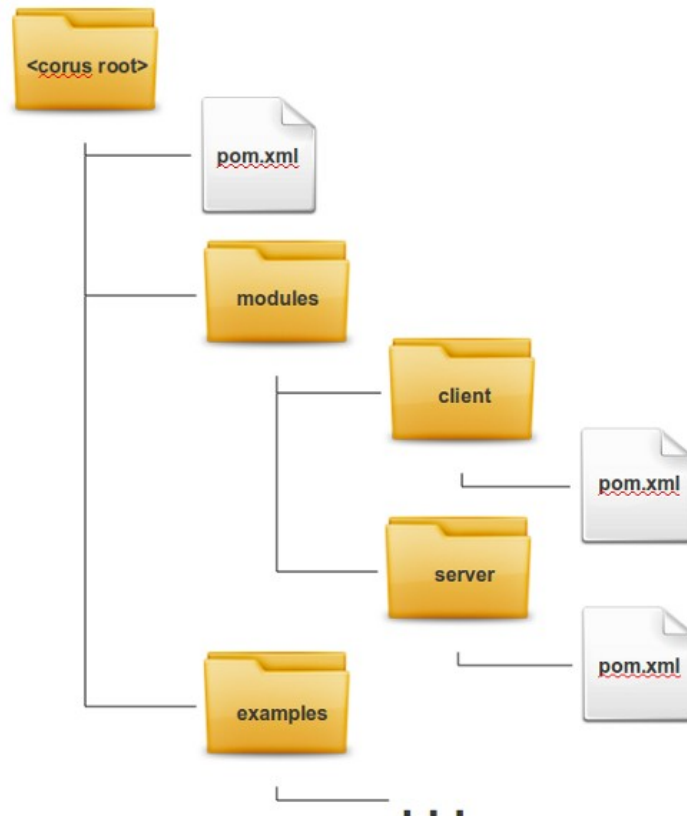 <corus root>
pom.xml
modules
client
pom.xml
server
pom.xml
examples
...